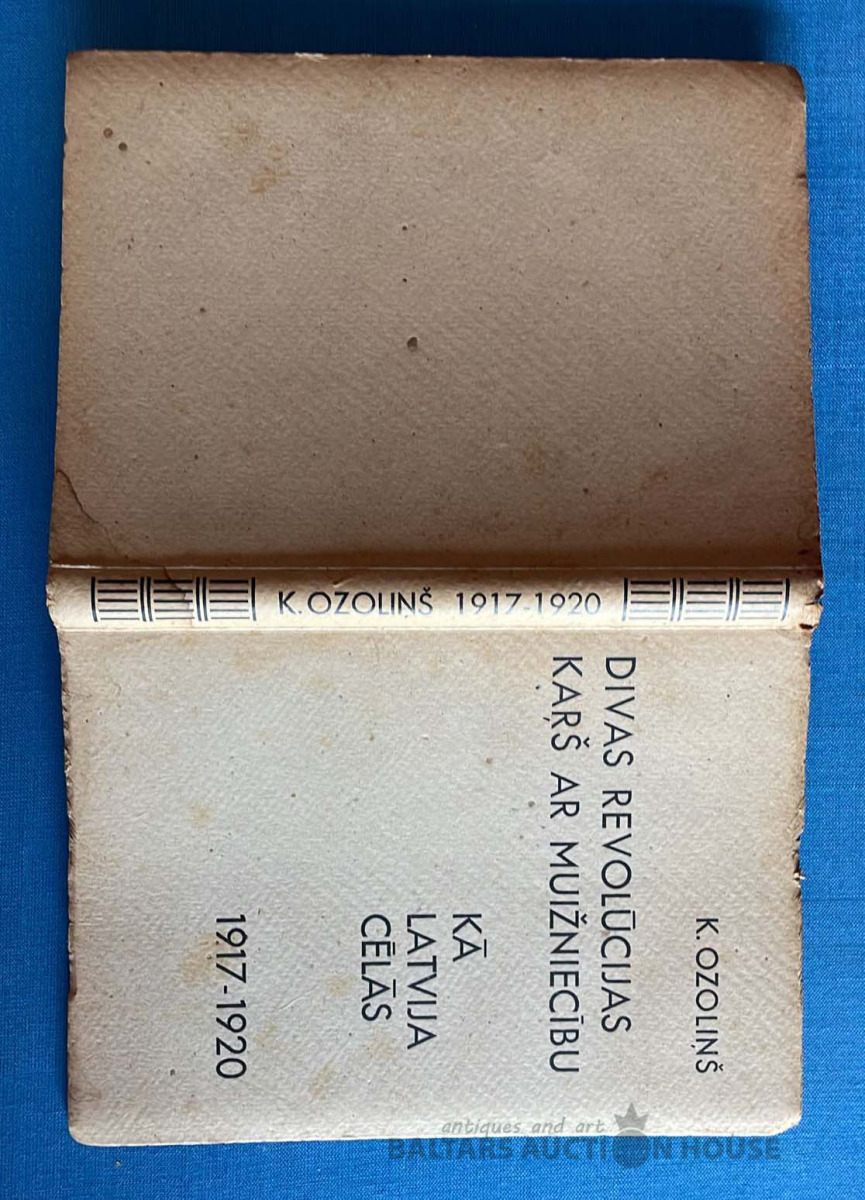 K. OZOLIŅŠ
DIVAS REVOLŪCIJAS
KAŖŠ AR MUIŽNIECĪBU
KĀ
LATVIJA
CĒLĀS
1917-1920
K. OZOLIŅŠ 1917-1920
antiques and art
BALTARS AUCTION HOUSE